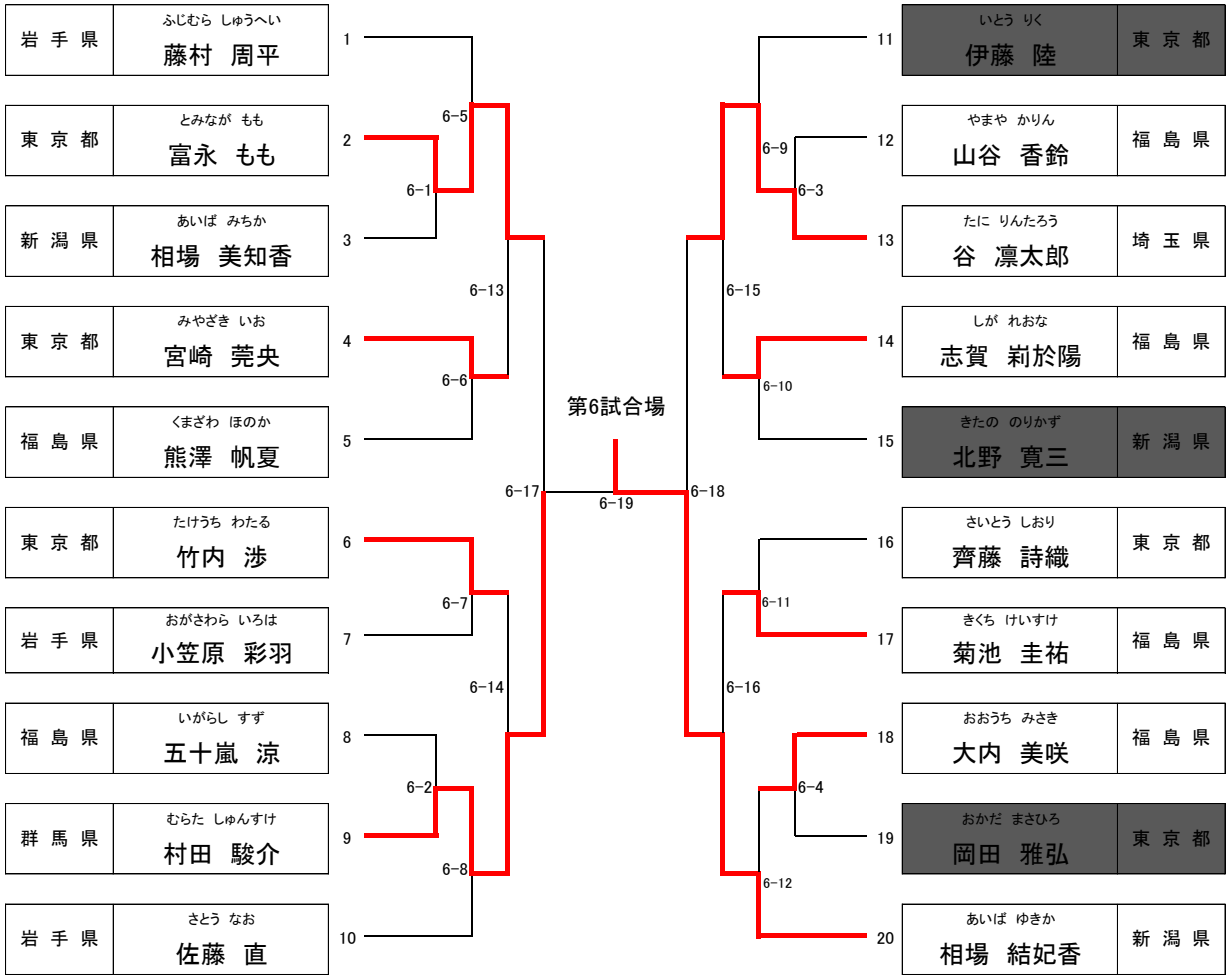 ふじむら しゅうへい
岩手県 藤村 周平 1
とみなが もも
東京都 富永 もも 2
あいば みちか
新潟県 相場 美知香 3
みやざき いお
東京都 宮崎 莞央 4
くまざわ ほのか
福島県 熊澤 帆夏 5
たけうち わたる
東京都 竹内 渉 6
おがさわら いろは
岩手県 小笠原 彩羽 7
いがらし すず
福島県 五十嵐 涼 8
むらた しゅんすけ
群馬県 村田 駿介 9
さとう なお
岩手県 佐藤 直 10
6-5
6-1
6-13
6-6
6-17
6-7
6-14
6-2
6-8
第6試合場
6-19
6-9
6-3
6-15
6-10
6-18
6-11
6-16
6-4
6-12
いとう りく
11 伊藤 陸 東京都
やまや かりん
12 山谷 香鈴 福島県
たに りんたろう
13 谷 凛太郎 埼玉県
しが れおな
14 志賀 峲於陽 福島県
きたの のりかず
15 北野 寛三 新潟県
さいとう しおり
16 齊藤 詩織 東京都
きくち けいすけ
17 菊池 圭祐 福島県
おおうち みさき
18 大内 美咲 福島県
おかだ まさひろ
19 岡田 雅弘 東京都
あいば ゆきか
20 相場 結妃香 新潟県